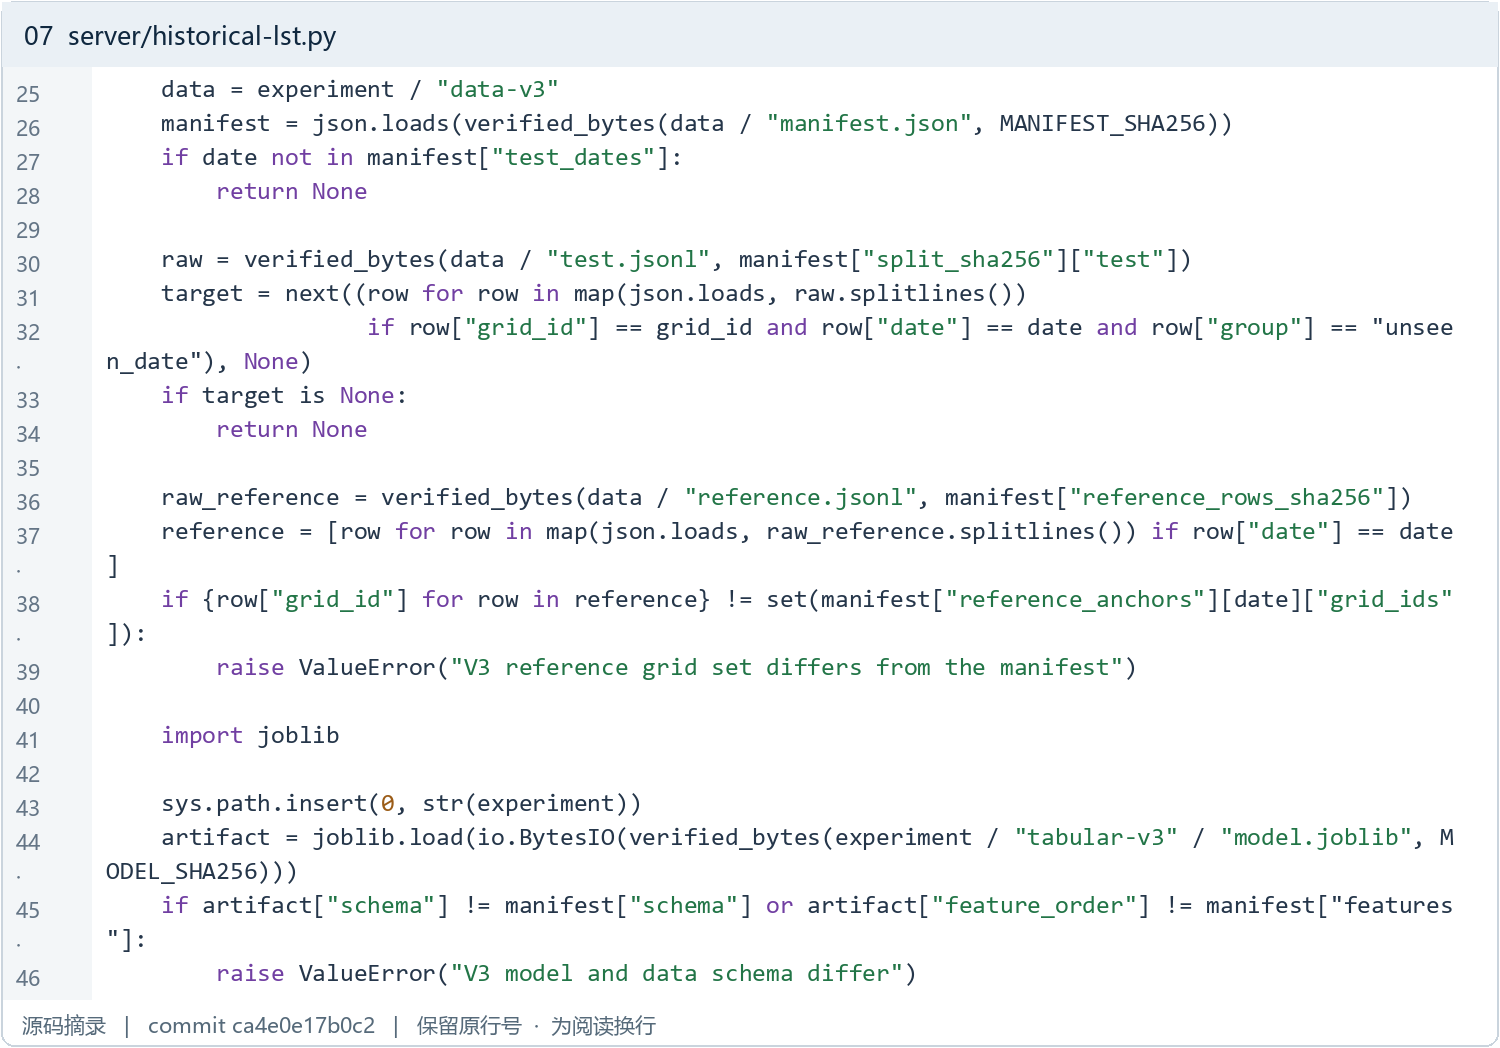 07 server/historical-lst.py
25     data = experiment / "data-v3"
26     manifest = json.loads(verified_bytes(data / "manifest.json", MANIFEST_SHA256))
27     if date not in manifest["test_dates"]:
28         return None
29
30     raw = verified_bytes(data / "test.jsonl", manifest["split_sha256"]["test"])
31     target = next((row for row in map(json.loads, raw.splitlines())
32                    if row["grid_id"] == grid_id and row["date"] == date and row["group"] == "unsee
· n_date"), None)
33     if target is None:
34         return None
35
36     raw_reference = verified_bytes(data / "reference.jsonl", manifest["reference_rows_sha256"])
37     reference = [row for row in map(json.loads, raw_reference.splitlines()) if row["date"] == date
· ]
38     if {row["grid_id"] for row in reference} != set(manifest["reference_anchors"][date]["grid_ids"
· ]):
39         raise ValueError("V3 reference grid set differs from the manifest")
40
41     import joblib
42
43     sys.path.insert(0, str(experiment))
44     artifact = joblib.load(io.BytesIO(verified_bytes(experiment / "tabular-v3" / "model.joblib", M
· ODEL_SHA256)))
45     if artifact["schema"] != manifest["schema"] or artifact["feature_order"] != manifest["features
· "]:
46         raise ValueError("V3 model and data schema differ")
源码摘录 | commit ca4e0e17b0c2 | 保留原行号 · 为阅读换行